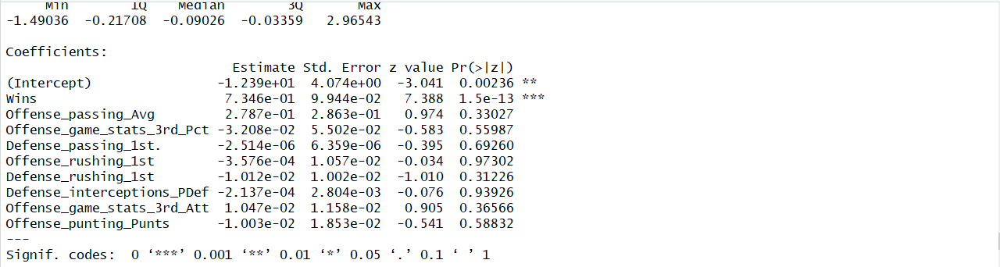 Min 1Q Median 3Q Max
-1.49036 -0.21708 -0.09026 -0.03359 2.96543
Coefficients:
Estimate Std. Error z value Pr(>|z|)
(Intercept) -1.239e+01 4.074e+00 -3.041 0.00236 **
Wins 7.346e-01 9.944e-02 7.388 1.5e-13 ***
Offense_passing_Avg 2.787e-01 2.863e-01 0.974 0.33027
Offense_game_stats_3rd_Pct -3.208e-02 5.502e-02 -0.583 0.55987
Defense_passing_1st. -2.514e-06 6.359e-06 -0.395 0.69260
Offense_rushing_1st -3.576e-04 1.057e-02 -0.034 0.97302
Defense_rushing_1st -1.012e-02 1.002e-02 -1.010 0.31226
Defense_interceptions_PDef -2.137e-04 2.804e-03 -0.076 0.93926
Offense_game_stats_3rd_Att 1.047e-02 1.158e-02 0.905 0.36566
Offense_punting_Punts -1.003e-02 1.853e-02 -0.541 0.58832
---
Signif. codes: 0 ‘***’ 0.001 ‘**’ 0.01 ‘*’ 0.05 ‘.’ 0.1 ‘ ’ 1